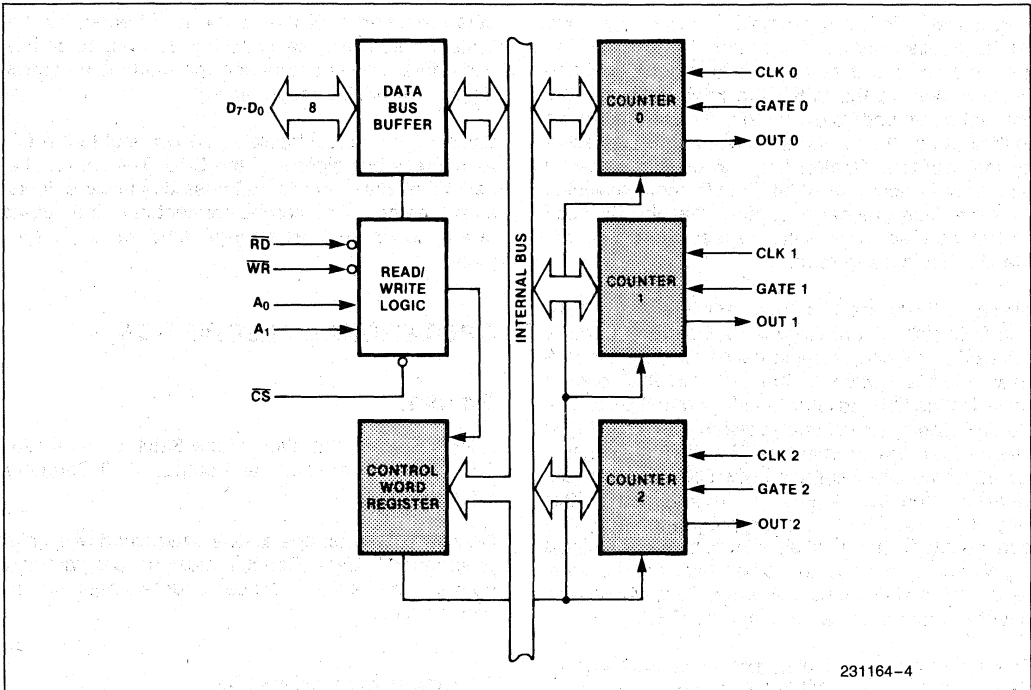 D7-D0
8
DATA
BUS
BUFFER
COUNTER
0
CLK 0
GATE 0
OUT 0
RD
WR
A0
A1
READ/
WRITE
LOGIC
CS
INTERNAL BUS
COUNTER
1
CLK 1
GATE 1
OUT 1
CONTROL
WORD
REGISTER
COUNTER
2
CLK 2
GATE 2
OUT 2
231164-4